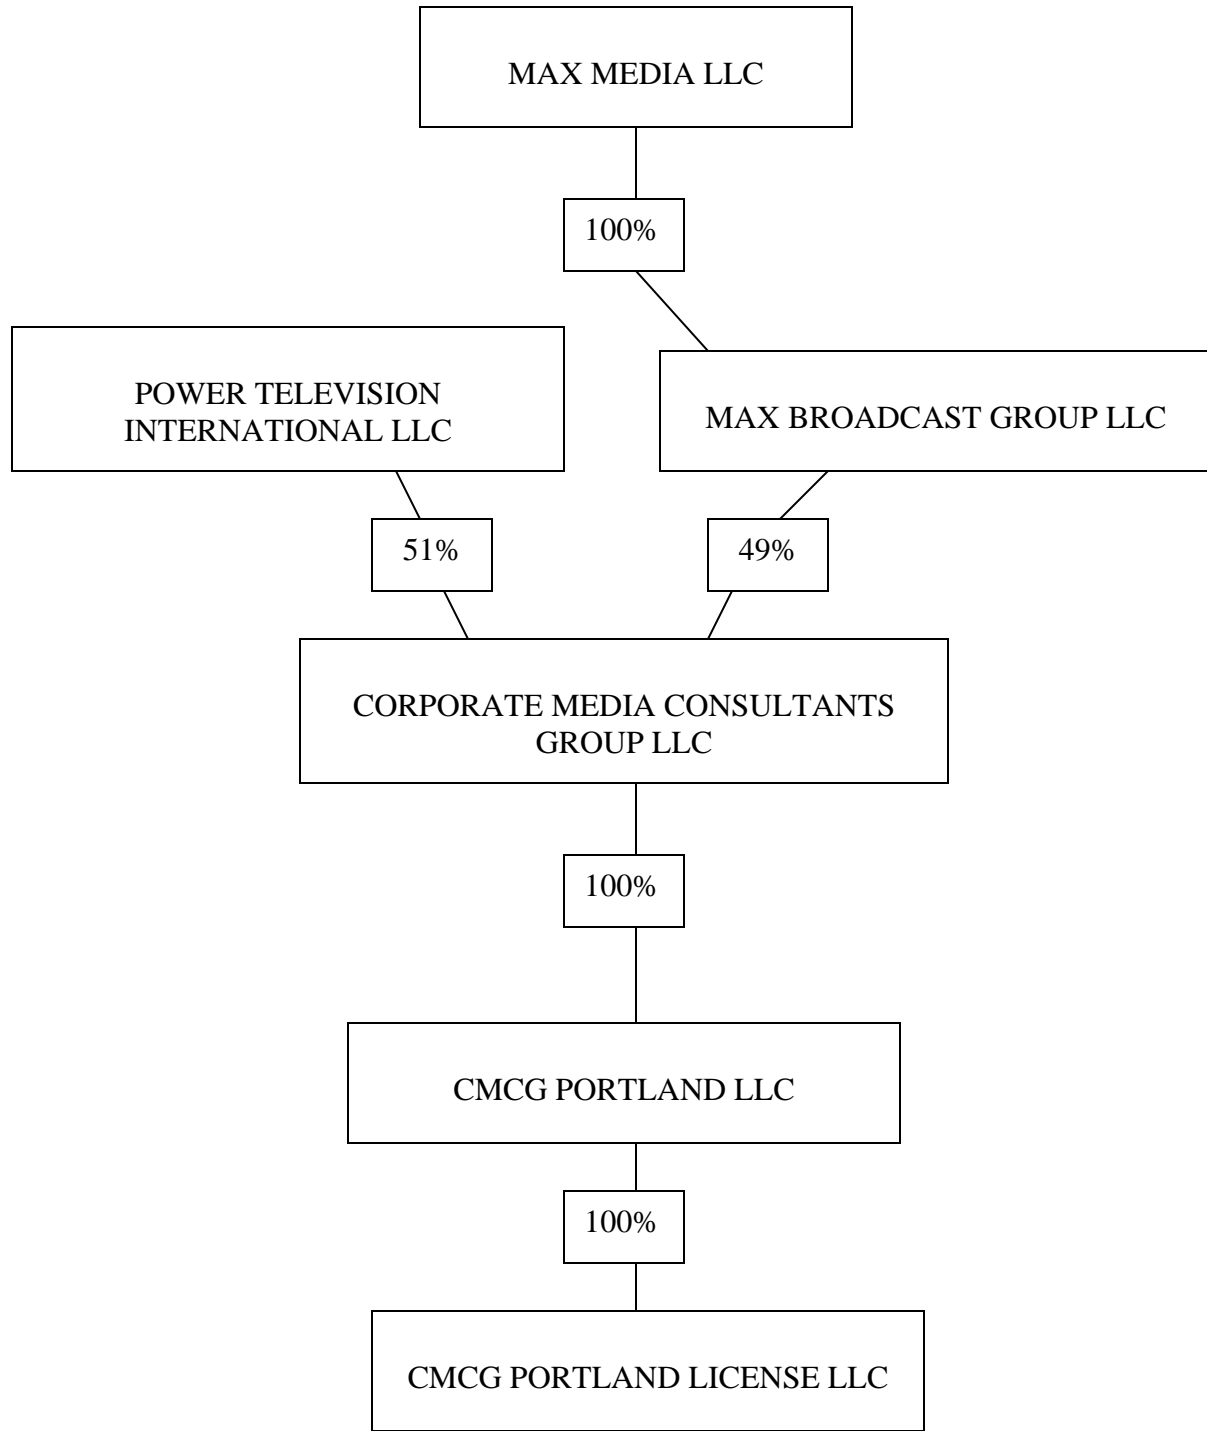 MAX MEDIA LLC
100%
POWER TELEVISION
INTERNATIONAL LLC
MAX BROADCAST GROUP LLC
51%
49%
CORPORATE MEDIA CONSULTANTS
GROUP LLC
100%
CMCG PORTLAND LLC
100%
CMCG PORTLAND LICENSE LLC